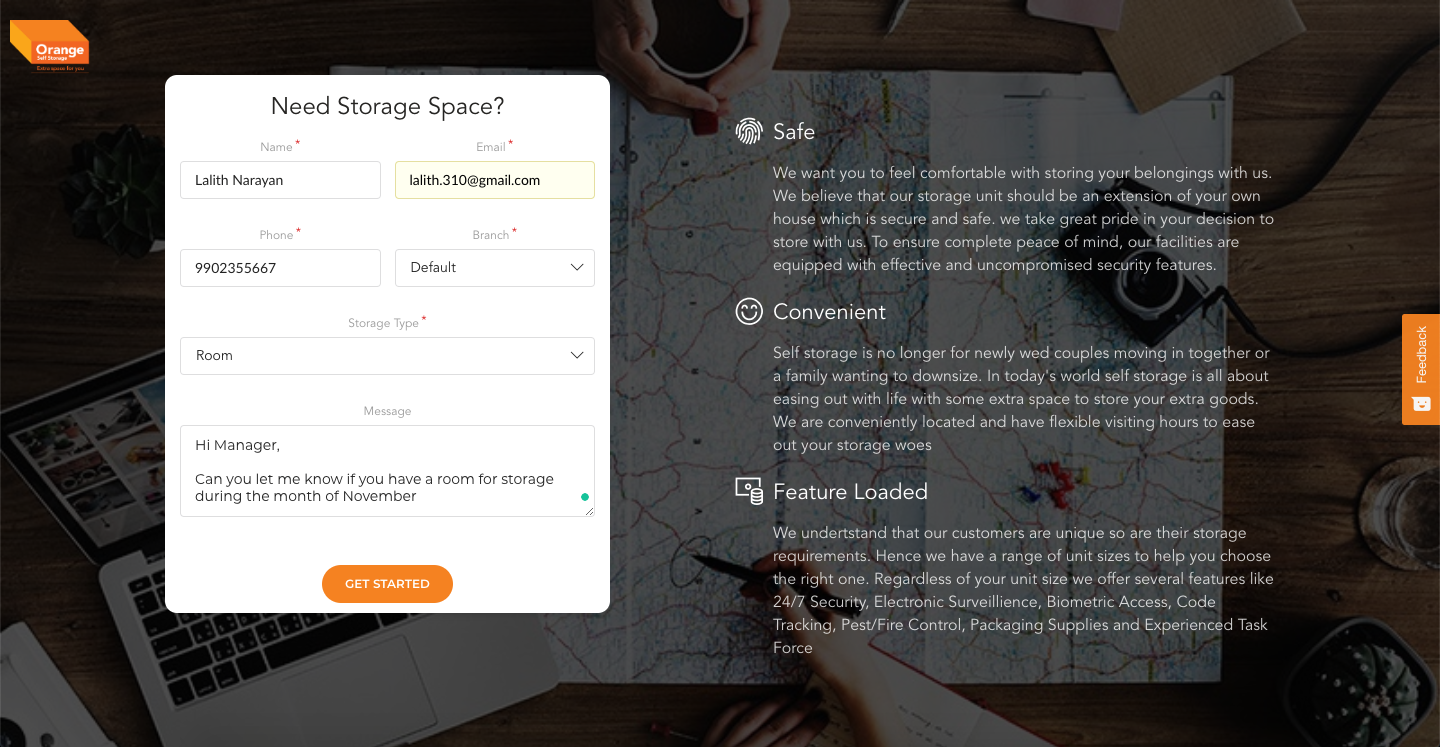 Orange
Self Storage
Extra space for you
Need Storage Space?
Name *
Email *
Lalith Narayan
lalith.310@gmail.com
Phone *
Branch *
9902355667
Default
Storage Type *
Room
Message
Hi Manager,
Can you let me know if you have a room for storage
during the month of November
GET STARTED
Safe
We want you to feel comfortable with storing your belongings with us.
We believe that our storage unit should be an extension of your own
house which is secure and safe. we take great pride in your decision to
store with us. To ensure complete peace of mind, our facilities are
equipped with effective and uncompromised security features.
Convenient
Self storage is no longer for newly wed couples moving in together or
a family wanting to downsize. In today's world self storage is all about
easing out with life with some extra space to store your extra goods.
We are conveniently located and have flexible visiting hours to ease
out your storage woes
Feature Loaded
We undertstand that our customers are unique so are their storage
requirements. Hence we have a range of unit sizes to help you choose
the right one. Regardless of your unit size we offer several features like
24/7 Security, Electronic Surveillience, Biometric Access, Code
Tracking, Pest/Fire Control, Packaging Supplies and Experienced Task
Force
Feedback